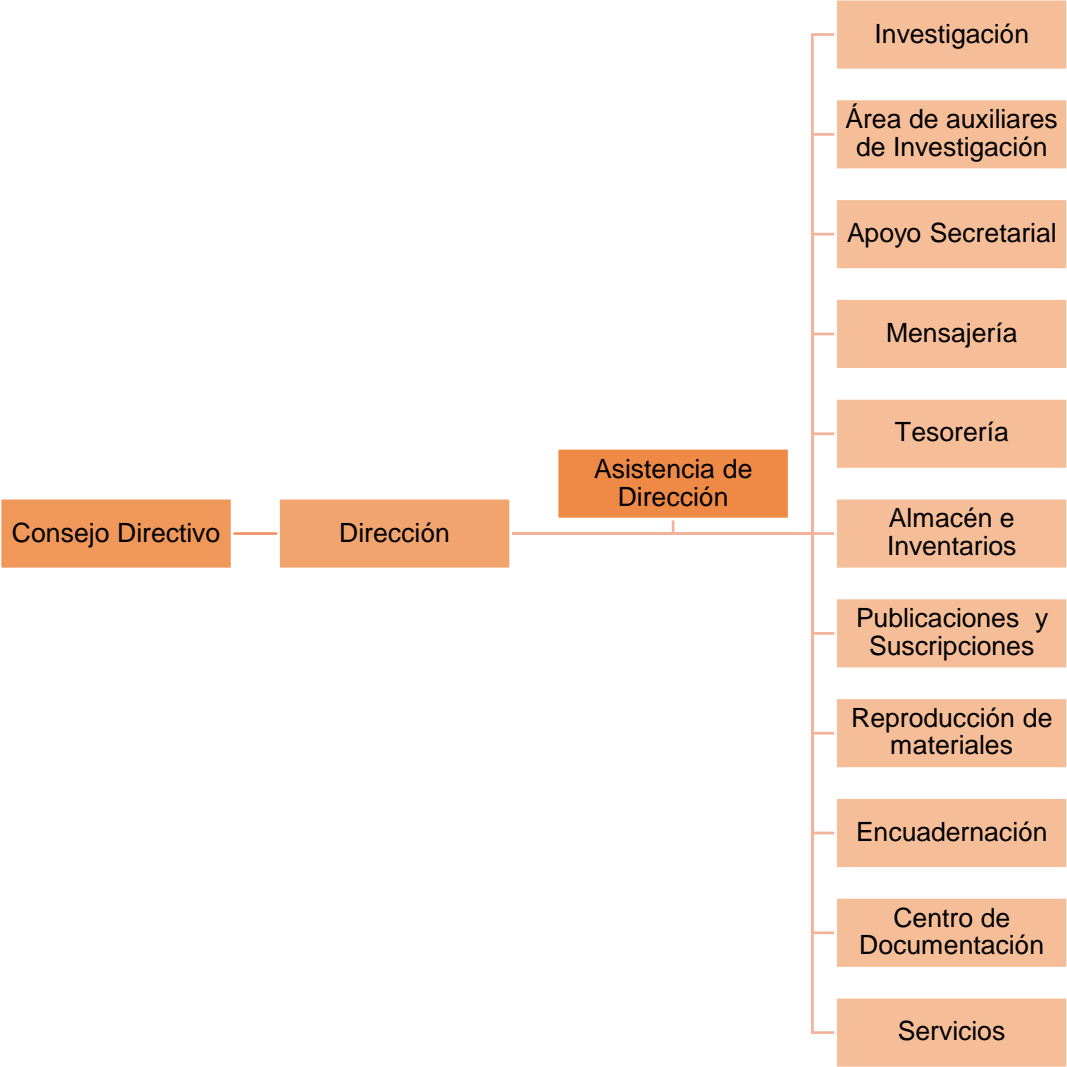 Consejo Directivo
Dirección
Asistencia de
Dirección
Investigación
Área de auxiliares
de Investigación
Apoyo Secretarial
Mensajería
Tesorería
Almacén e
Inventarios
Publicaciones  y
Suscripciones
Reproducción de
materiales
Encuadernación
Centro de
Documentación
Servicios